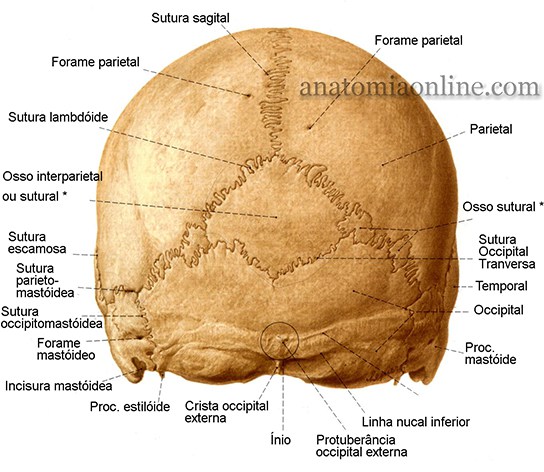 Sutura sagital
Forame parietal
Forame parietal
anatomiaonline.com
Sutura lambdóide
Parietal
Osso interparietal
ou sutural *
Osso sutural *
Sutura
escamosa
Sutura
Occipital
Tranversa
Sutura
parieto-
mastóidea
Temporal
Sutura
occipitomastóidea
Occipital
Forame
mastóideo
Proc.
mastóide
Incisura mastóidea
Proc. estilóide
Crista occipital
externa
Linha nucal inferior
Ínio
Protuberância
occipital externa